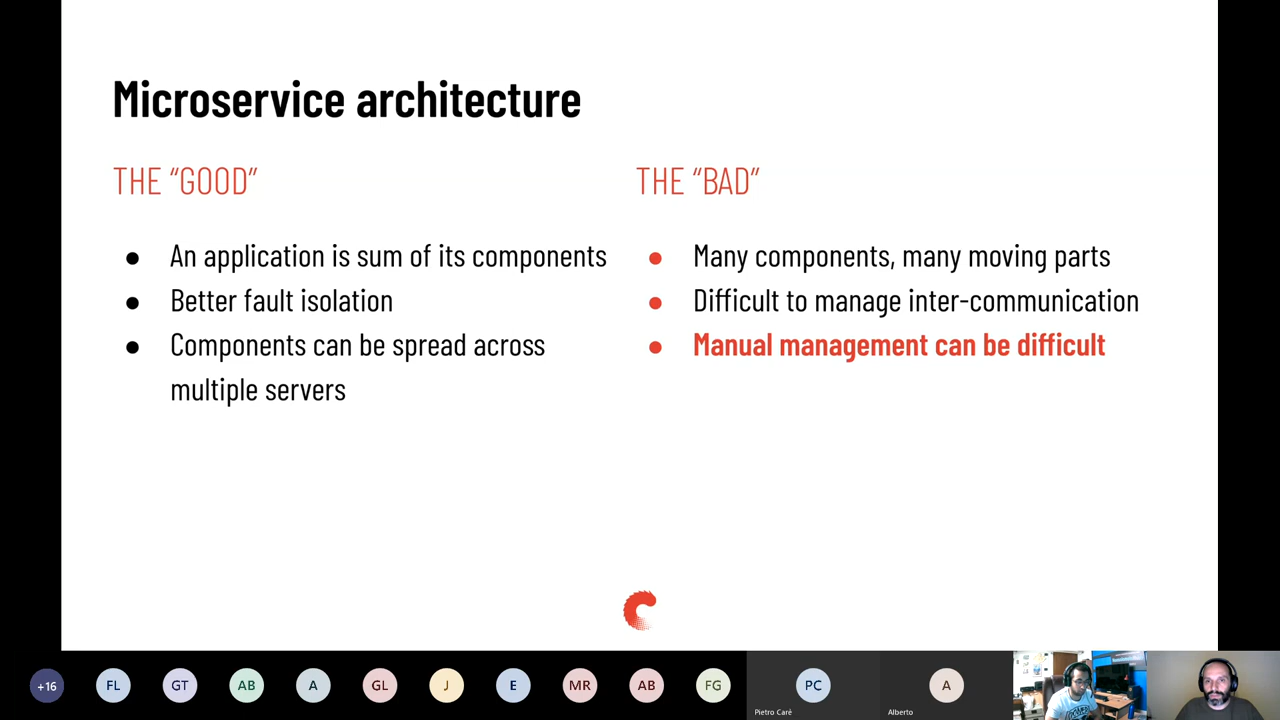 Microservice architecture
THE “GOOD”
● An application is sum of its components
● Better fault isolation
● Components can be spread across
multiple servers
THE “BAD”
● Many components, many moving parts
● Difficult to manage inter-communication
● Manual management can be difficult
+16
FL
GT
AB
A
GL
J
E
MR
AB
FG
PC
Pietro Caré
A
Alberto